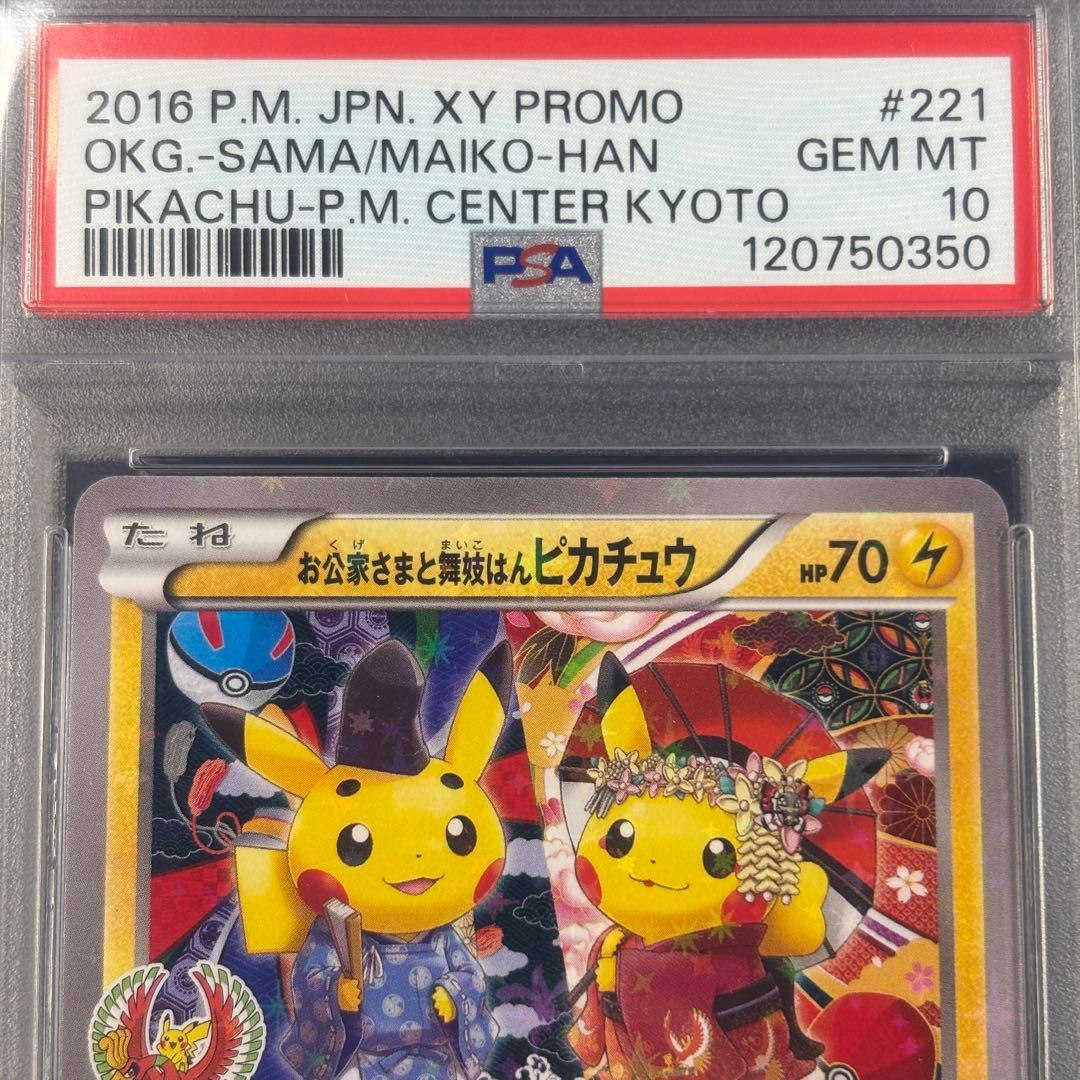 2016 P.M. JPN. XY PROMO #221
OKG.-SAMA/MAIKO-HAN GEM MT
PIKACHU-P.M. CENTER KYOTO 10
PSA 120750350
たね
くげ まいこ
お公家さまと舞妓はんピカチュウ HP70